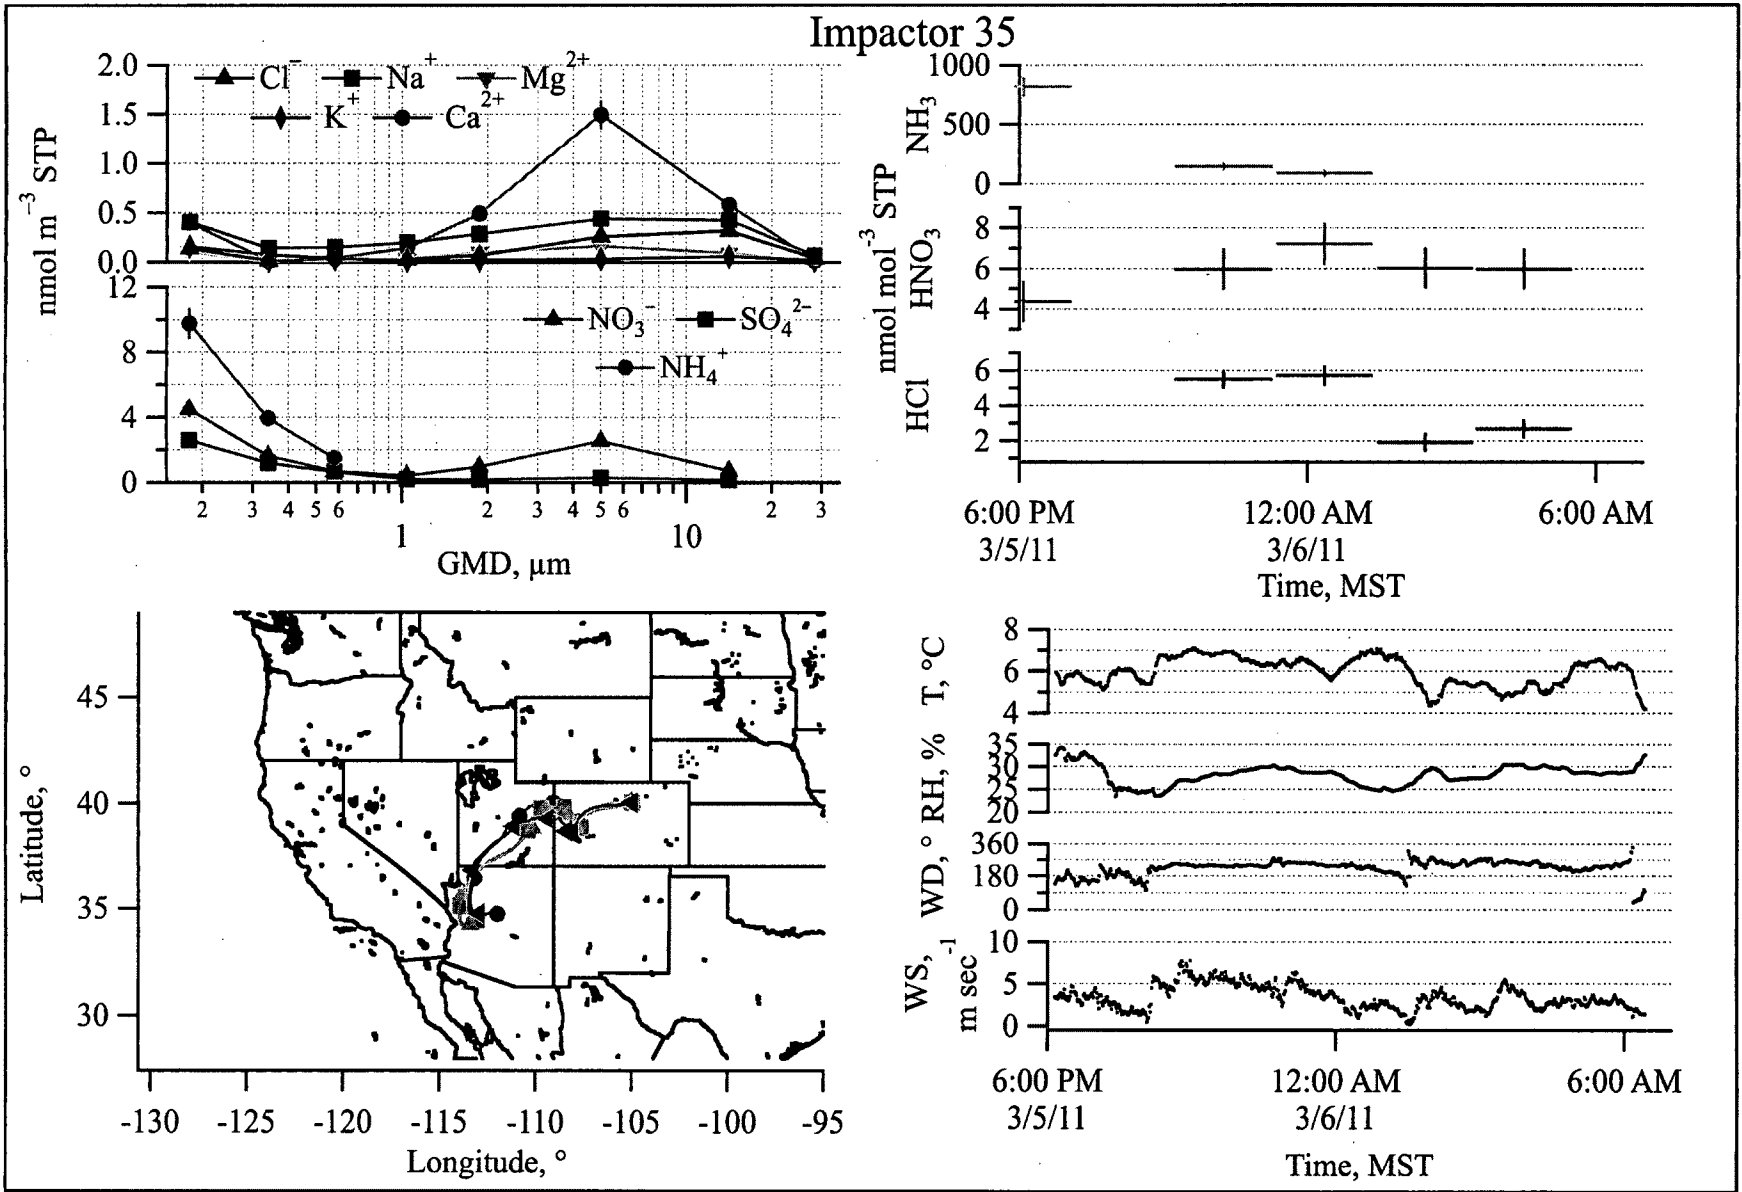 Impactor 35
Cl⁻ Na⁺ Mg²⁺
K⁺ Ca²⁺
2.0
1.5
1.0
0.5
0.0
nmol m⁻³ STP
12
8
4
0
NO₃⁻ SO₄²⁻
NH₄⁺
2 3 4 5 6 2 3 4 5 6 2 3
1 10
GMD, µm
1000
500
0
NH₃
nmol mol⁻³ STP
8
6
4
HNO₃
6
4
2
HCl
6:00 PM 12:00 AM 6:00 AM
3/5/11 3/6/11
Time, MST
45
40
35
30
Latitude, °
-130 -125 -120 -115 -110 -105 -100 -95
Longitude, °
8
6
4
T, °C
35
30
25
20
RH, %
360
180
0
WD, °
10
5
0
WS,
m sec⁻¹
6:00 PM 12:00 AM 6:00 AM
3/5/11 3/6/11
Time, MST